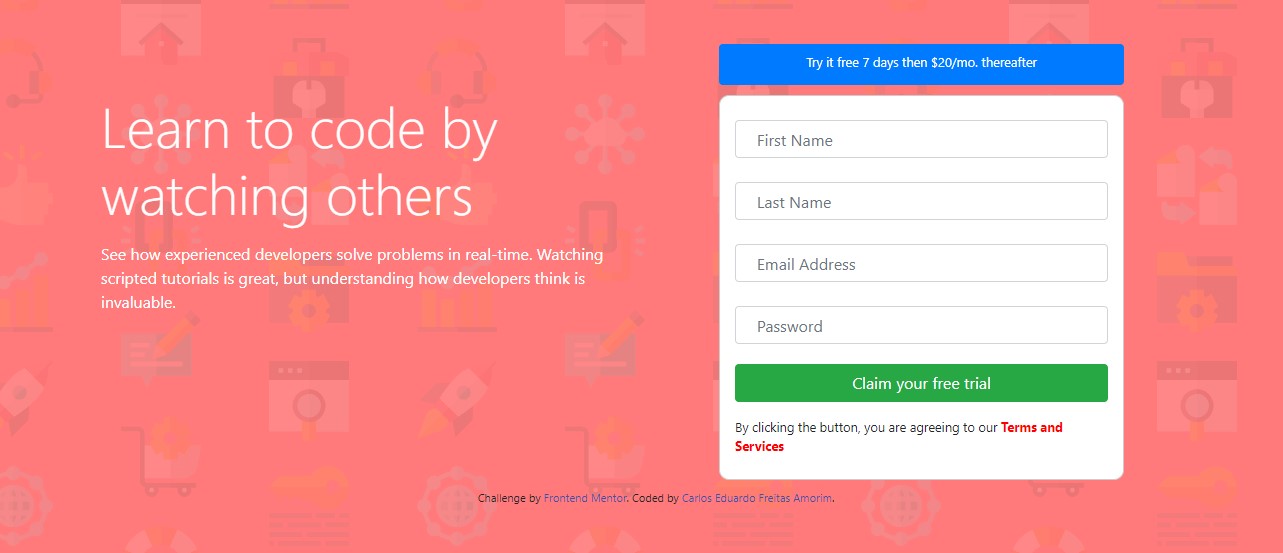 Learn to code by
watching others
See how experienced developers solve problems in real-time. Watching
scripted tutorials is great, but understanding how developers think is
invaluable.
Try it free 7 days then $20/mo. thereafter
First Name
Last Name
Email Address
Password
Claim your free trial
By clicking the button, you are agreeing to our Terms and
Services
Challenge by Frontend Mentor. Coded by Carlos Eduardo Freitas Amorim.